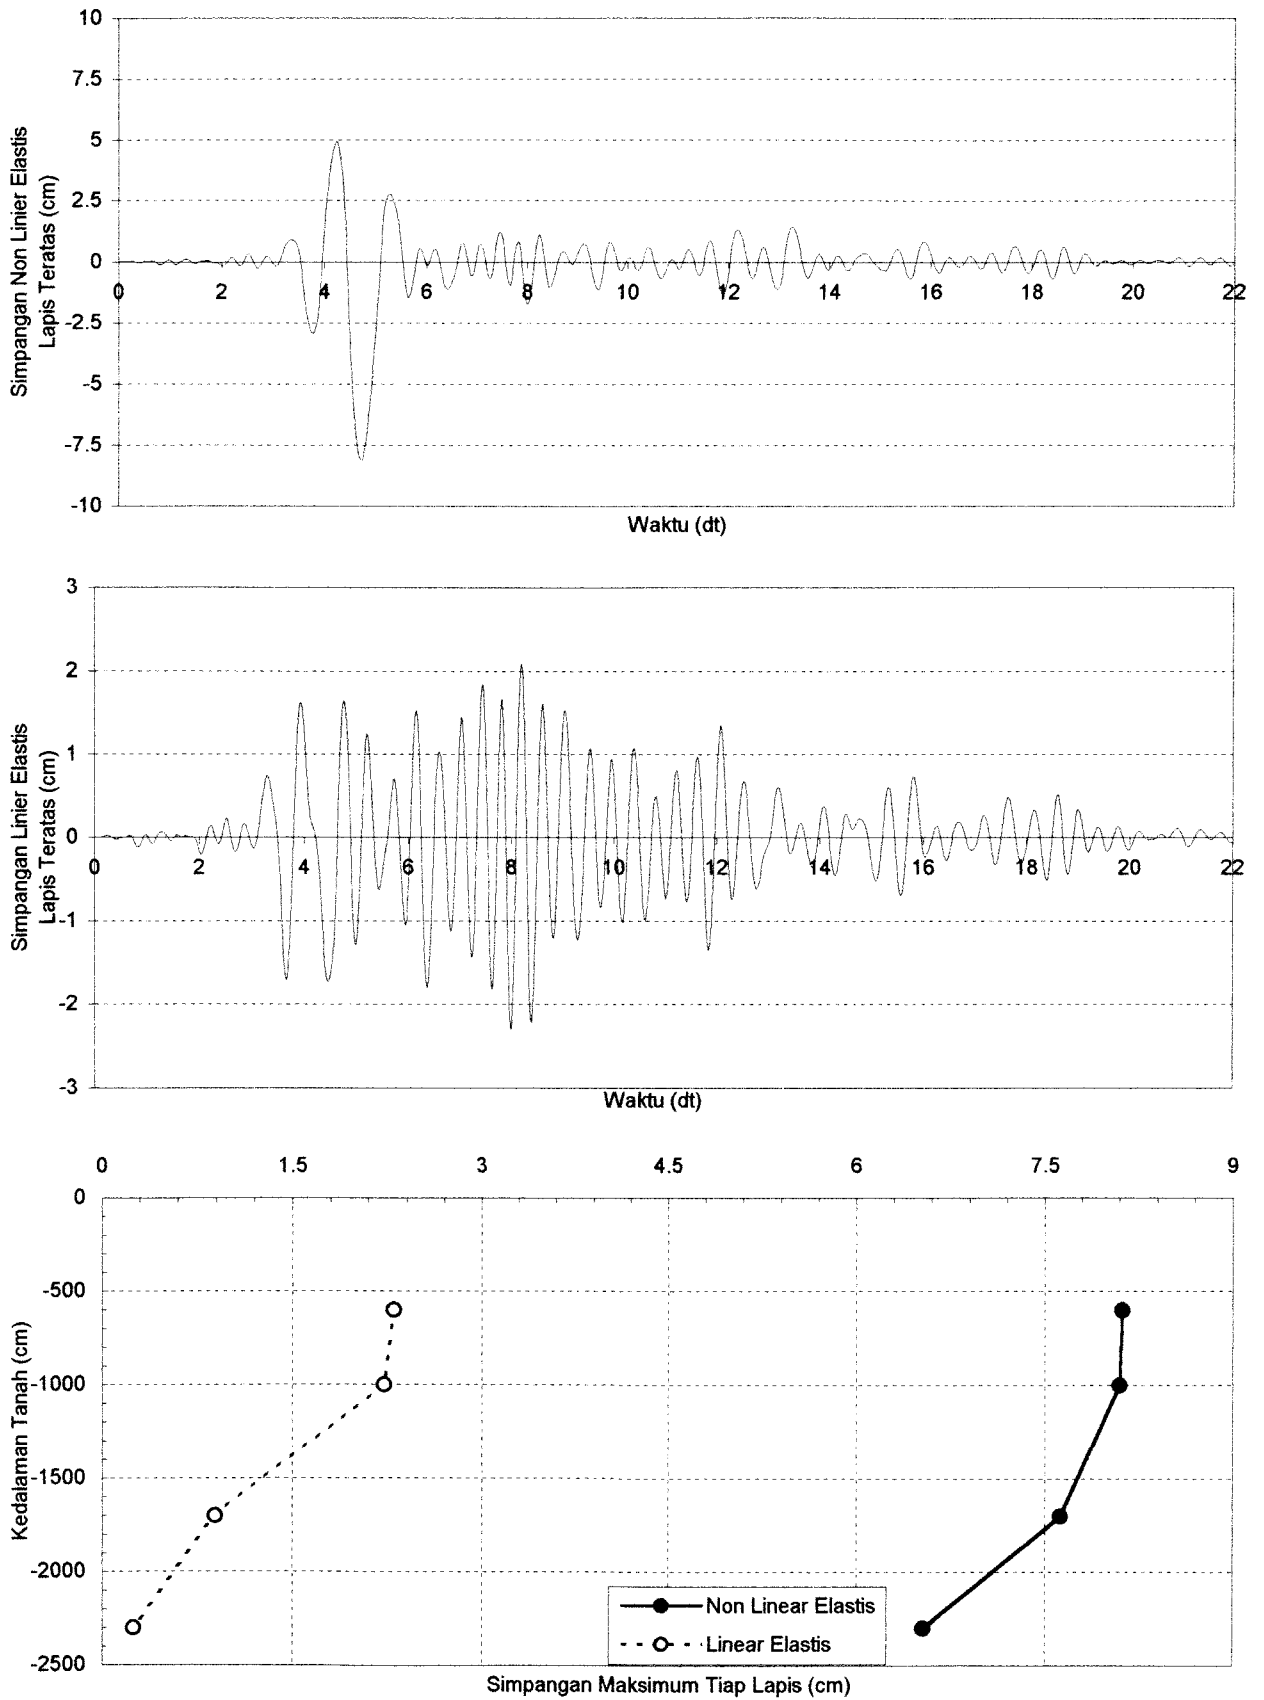 10
7.5
5
2.5
0
-2.5
-5
-7.5
-10
Simpangan Non Linier Elastis
Lapis Teratas (cm)
0 2 4 6 8 10 12 14 16 18 20 22
Waktu (dt)
3
2
1
0
-1
-2
-3
Simpangan Linier Elastis
Lapis Teratas (cm)
0 2 4 6 8 10 12 14 16 18 20 22
Waktu (dt)
0 1.5 3 4.5 6 7.5 9
0
-500
-1000
-1500
-2000
-2500
Kedalaman Tanah (cm)
Non Linear Elastis
Linear Elastis
Simpangan Maksimum Tiap Lapis (cm)